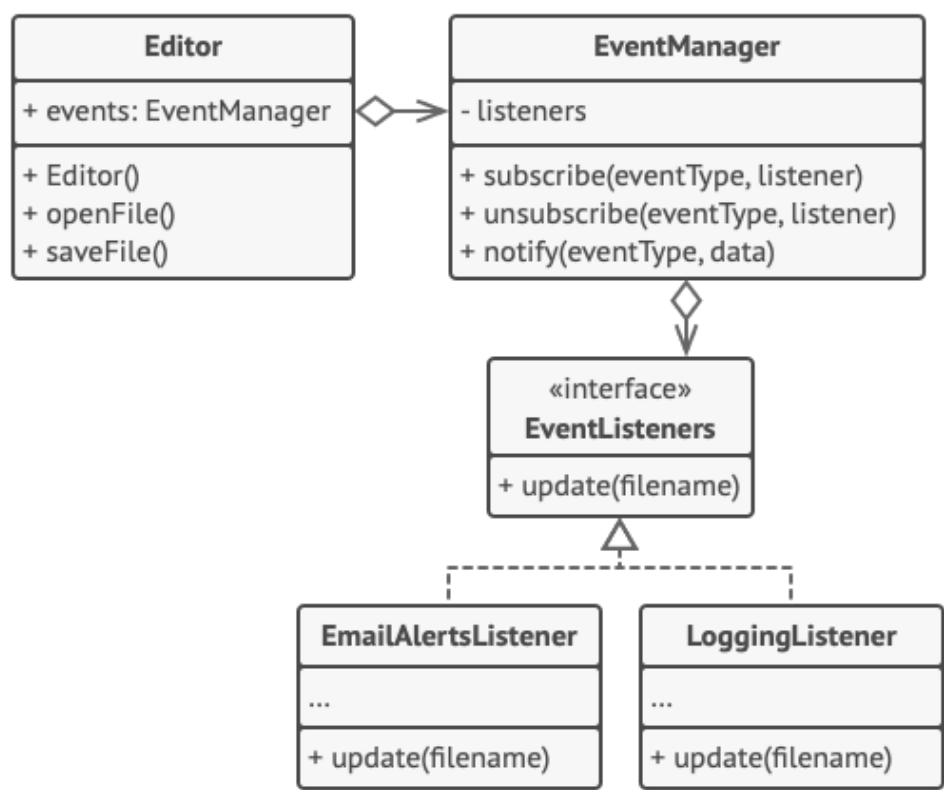 Editor
+ events: EventManager
+ Editor()
+ openFile()
+ saveFile()
EventManager
- listeners
+ subscribe(eventType, listener)
+ unsubscribe(eventType, listener)
+ notify(eventType, data)
«interface»
EventListeners
+ update(filename)
EmailAlertsListener
...
+ update(filename)
LoggingListener
...
+ update(filename)